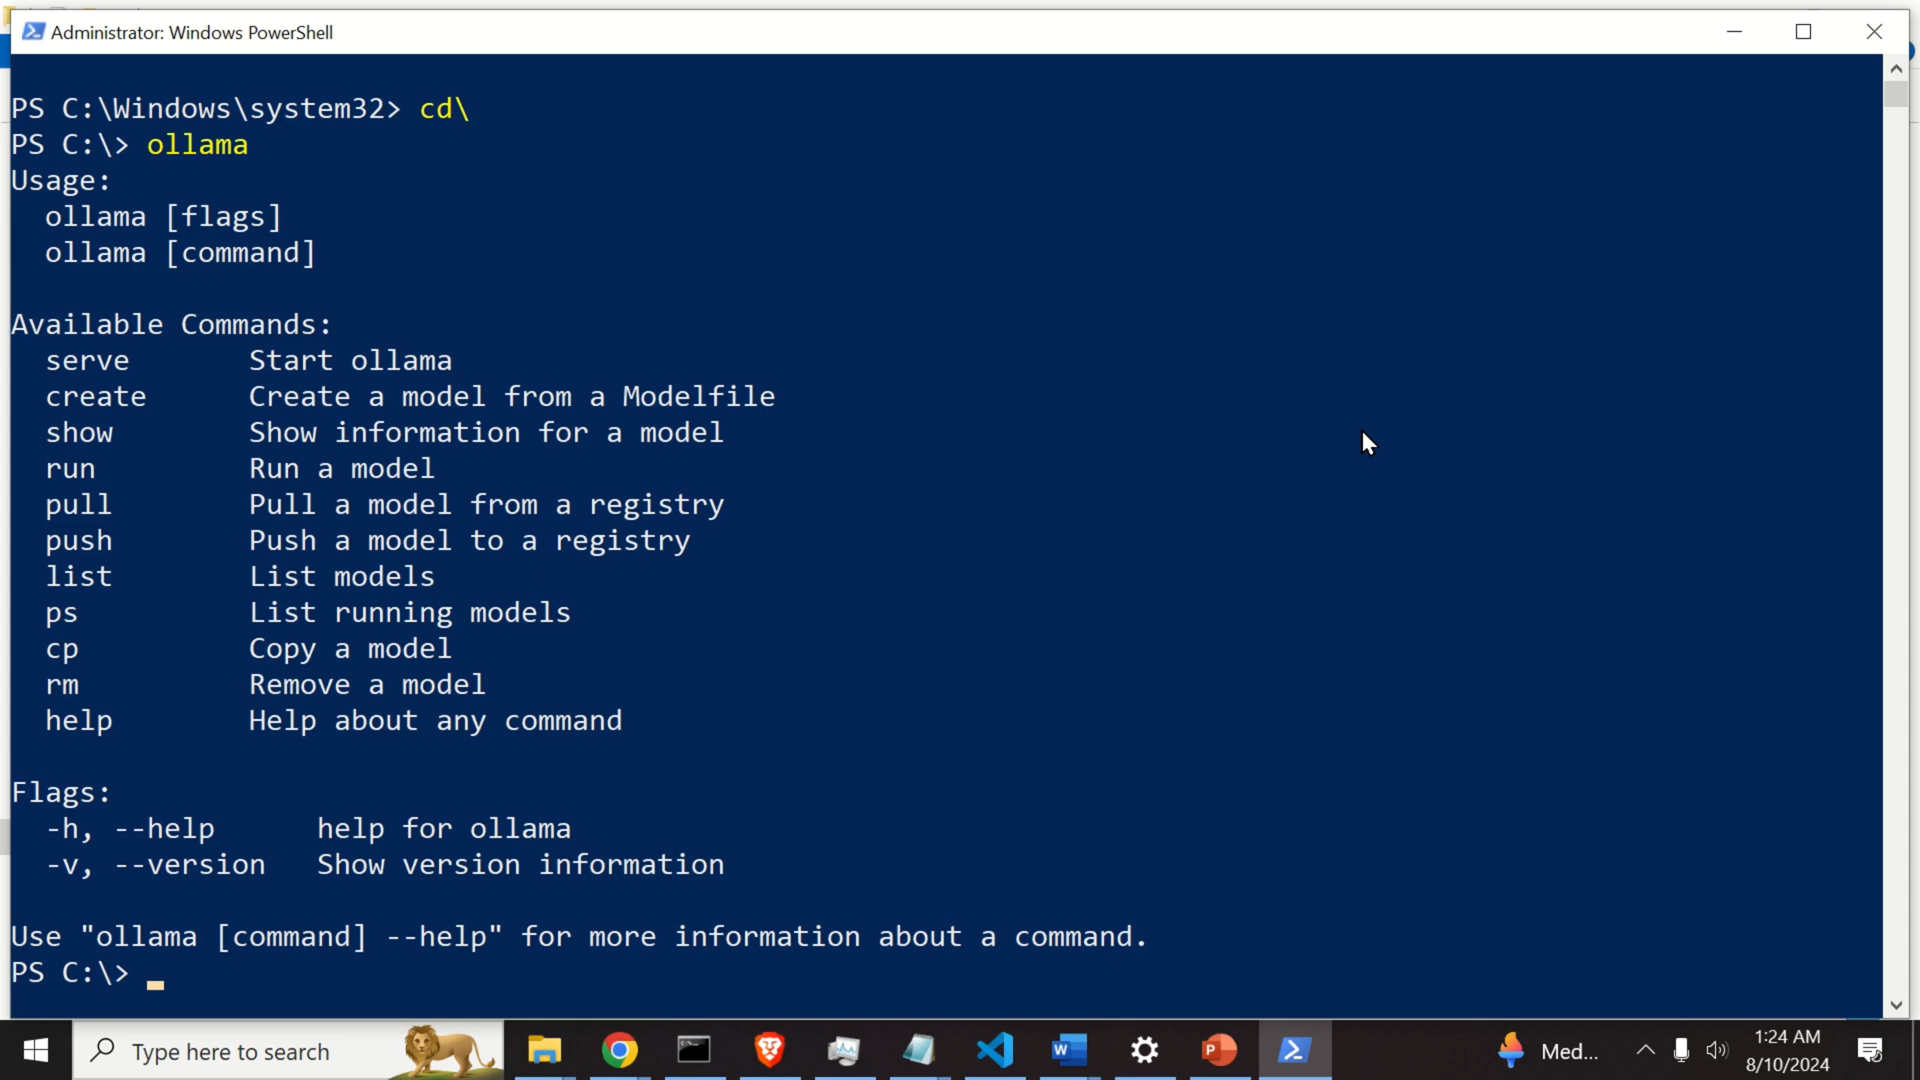 Administrator: Windows PowerShell
PS C:\Windows\system32> cd\
PS C:\> ollama
Usage:
  ollama [flags]
  ollama [command]

Available Commands:
  serve       Start ollama
  create      Create a model from a Modelfile
  show        Show information for a model
  run         Run a model
  pull        Pull a model from a registry
  push        Push a model to a registry
  list        List models
  ps          List running models
  cp          Copy a model
  rm          Remove a model
  help        Help about any command

Flags:
  -h, --help      help for ollama
  -v, --version   Show version information

Use "ollama [command] --help" for more information about a command.
PS C:\>
Type here to search
Med...
1:24 AM
8/10/2024